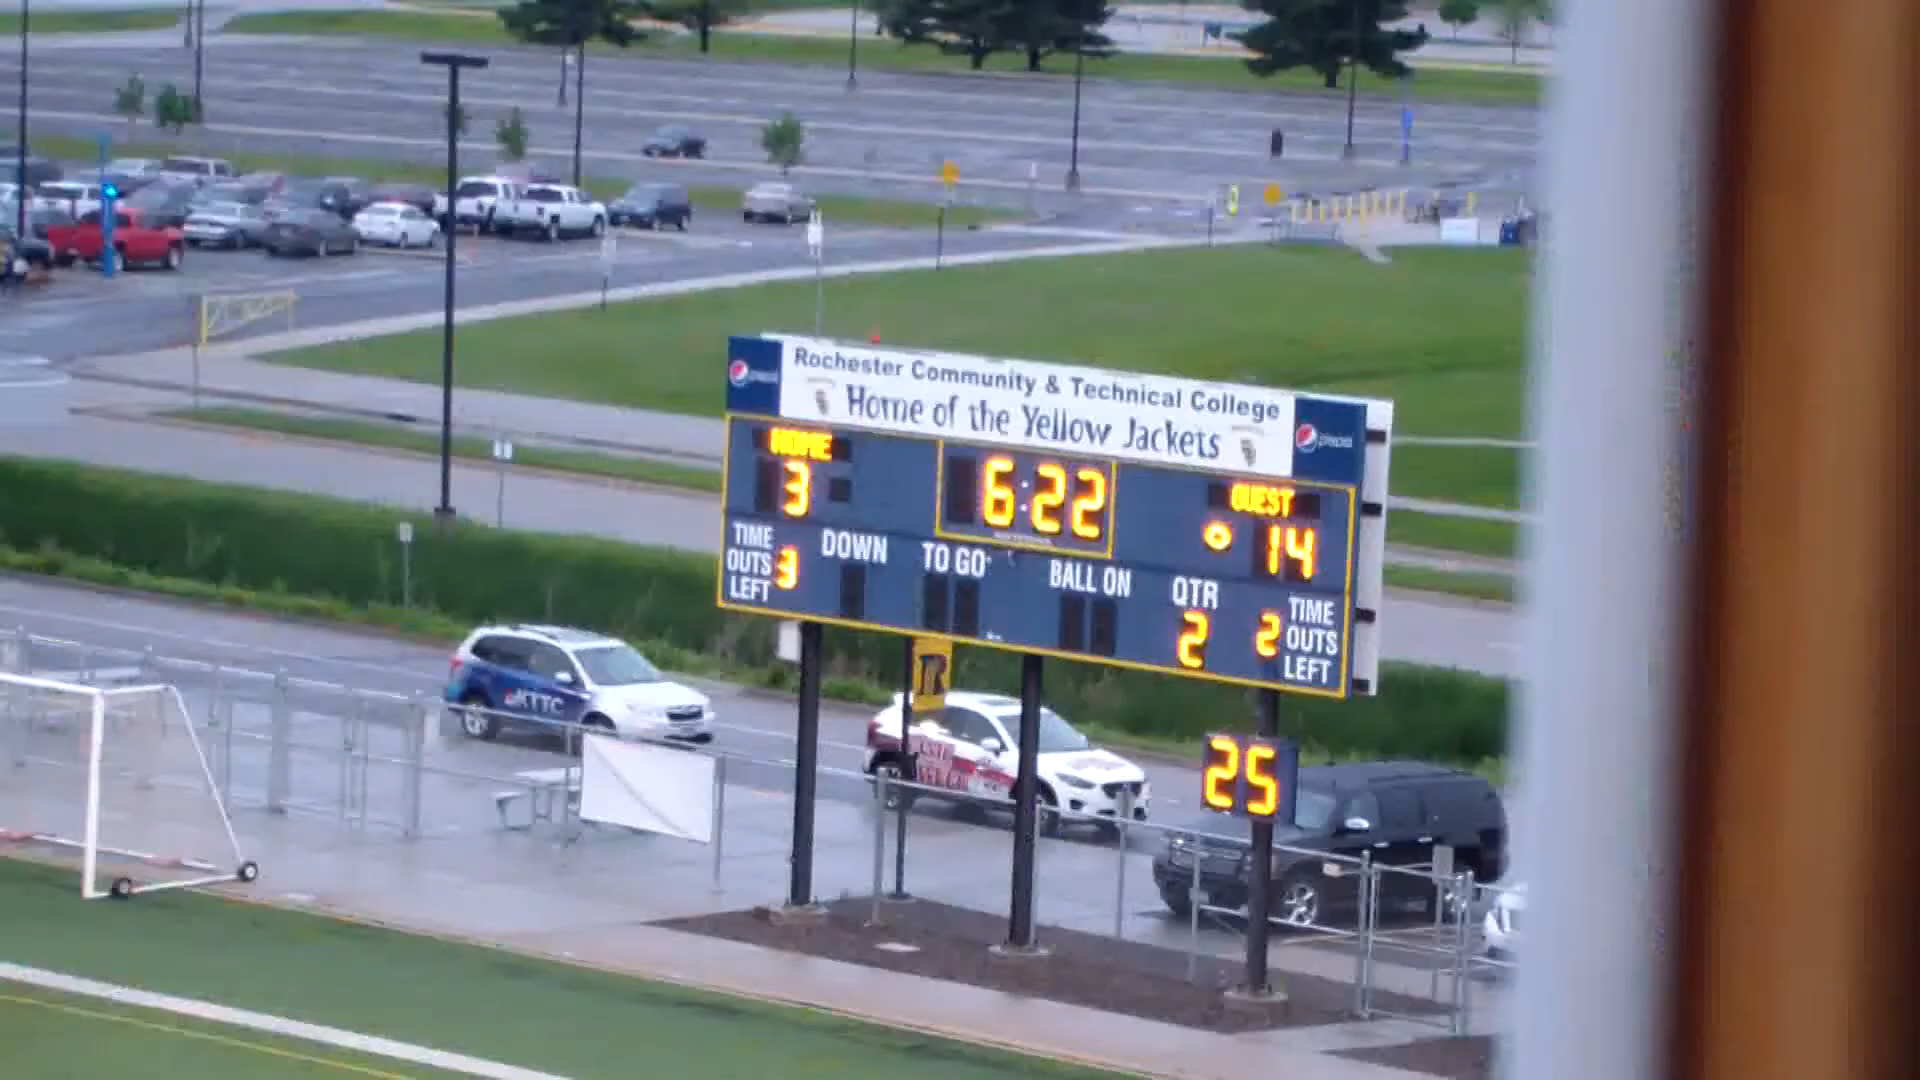 Rochester Community & Technical College
pepsi
Home of the Yellow Jackets
pepsi
HOME
3
6:22
GUEST
14
TIME OUTS LEFT 3
DOWN
TO GO
BALL ON
QTR
2
2 TIME OUTS LEFT
R
KTTC
25